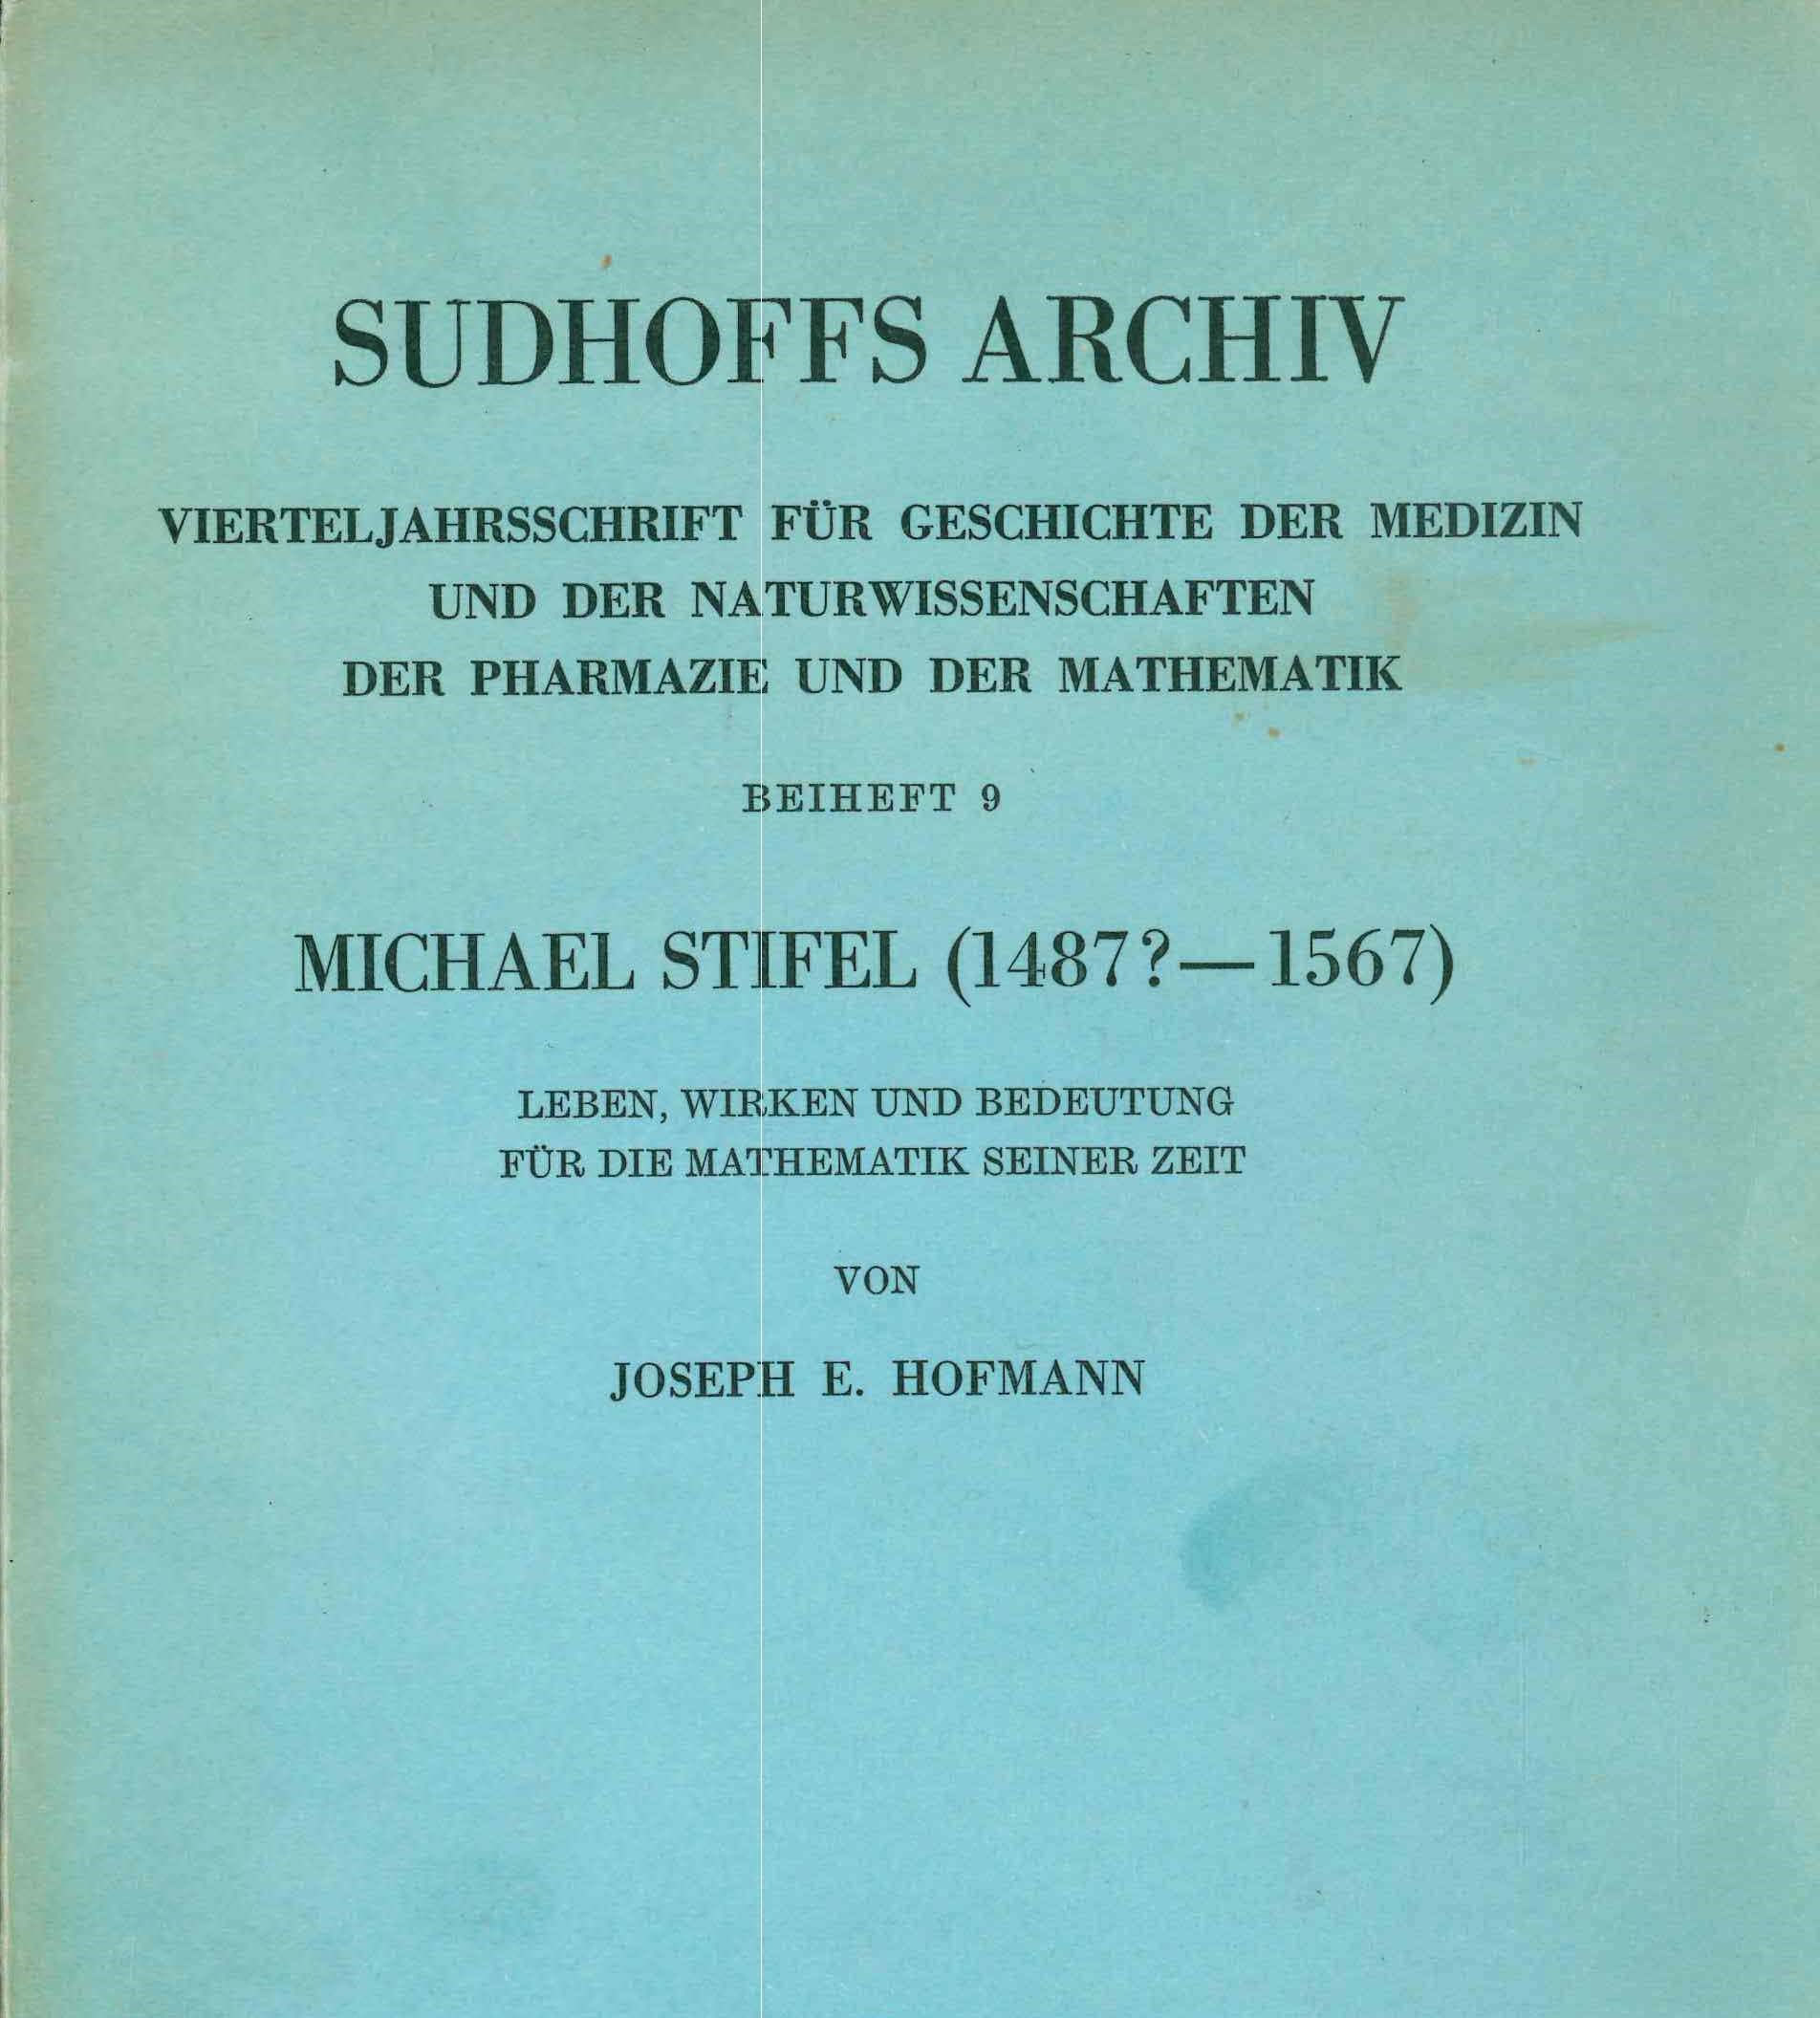 SUDHOFFS ARCHIV
VIERTELJAHRSSCHRIFT FÜR GESCHICHTE DER MEDIZIN
UND DER NATURWISSENSCHAFTEN
DER PHARMAZIE UND DER MATHEMATIK
BEIHEFT 9
MICHAEL STIFEL (1487?—1567)
LEBEN, WIRKEN UND BEDEUTUNG
FÜR DIE MATHEMATIK SEINER ZEIT
VON
JOSEPH E. HOFMANN